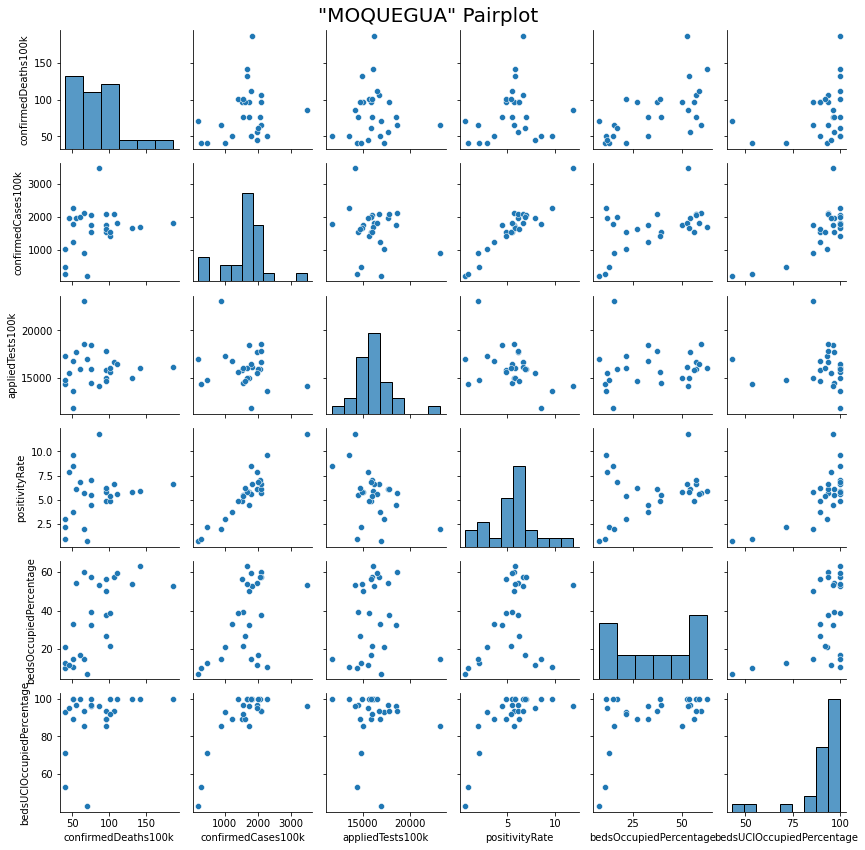 "MOQUEGUA" Pairplot
confirmedDeaths100k
150
100
50
confirmedCases100k
3000
2000
1000
appliedTests100k
20000
15000
positivityRate
10.0
7.5
5.0
2.5
bedsOccupiedPercentage
60
40
20
bedsUCIOccupiedPercentage
100
80
60
50 100 150
confirmedDeaths100k
1000 2000 3000
confirmedCases100k
15000 20000
appliedTests100k
5 10
positivityRate
50
bedsOccupiedPercentage
50 75 100
bedsUCIOccupiedPercentage